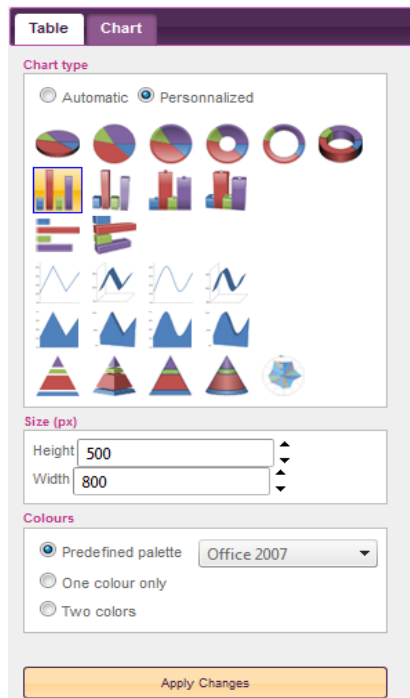 Table Chart
Chart type
Automatic Personnalized
Size (px)
Height 500
Width 800
Colours
Predefined palette Office 2007
One colour only
Two colors
Apply Changes